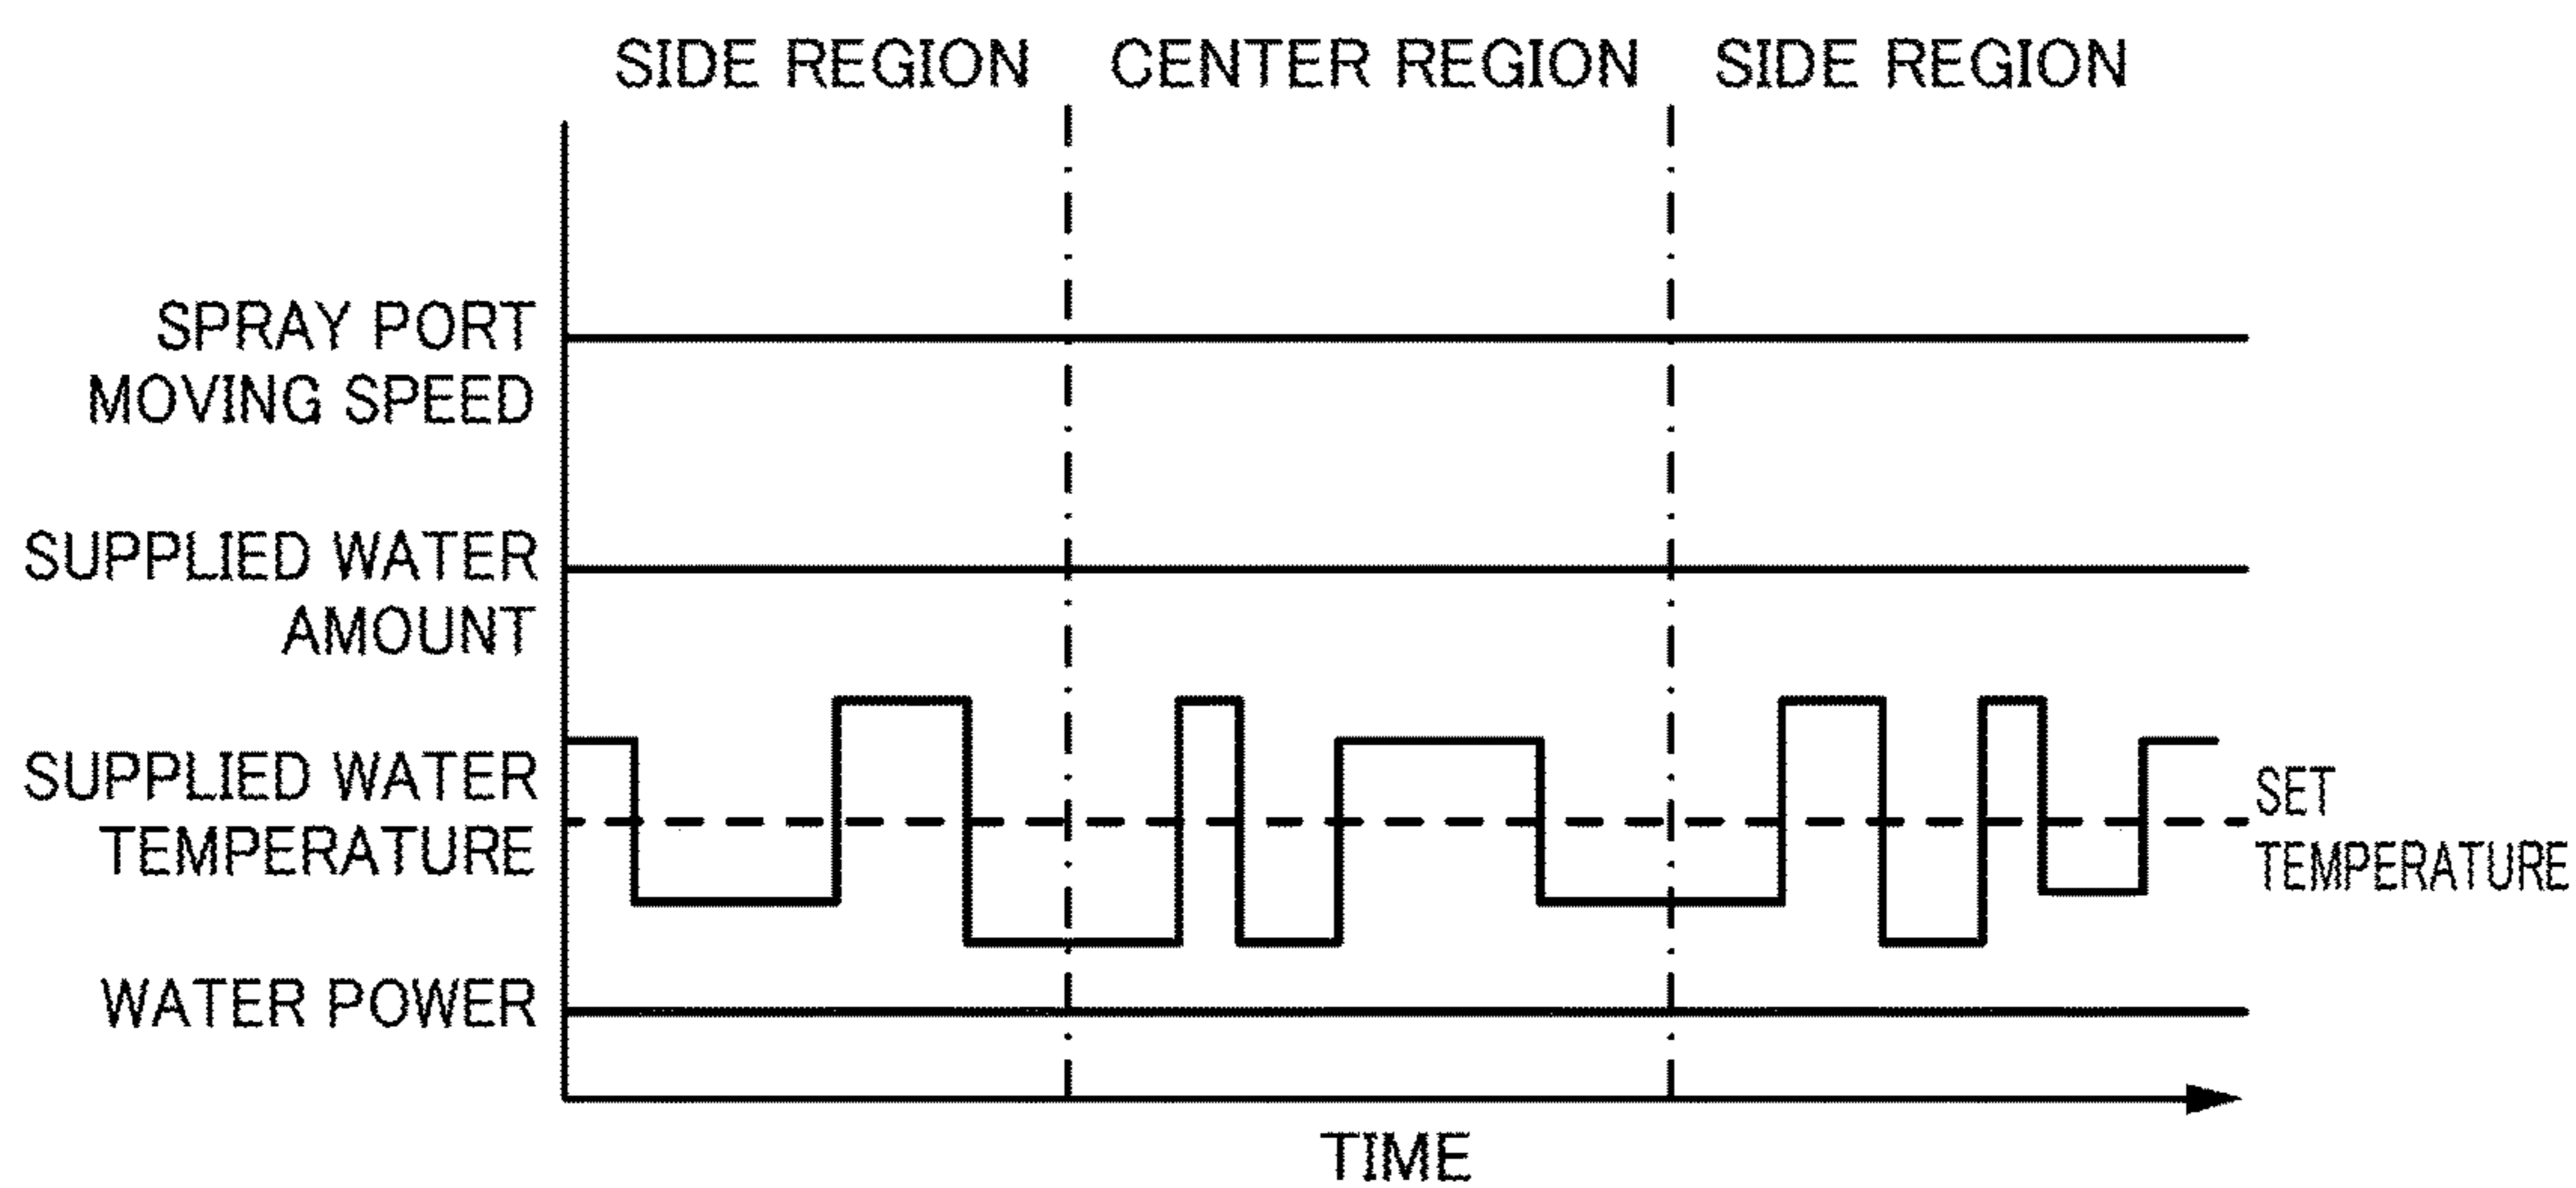 SIDE REGION
CENTER REGION
SIDE REGION
SPRAY PORT
MOVING SPEED
SUPPLIED WATER
AMOUNT
SUPPLIED WATER
TEMPERATURE
SET
TEMPERATURE
WATER POWER
TIME